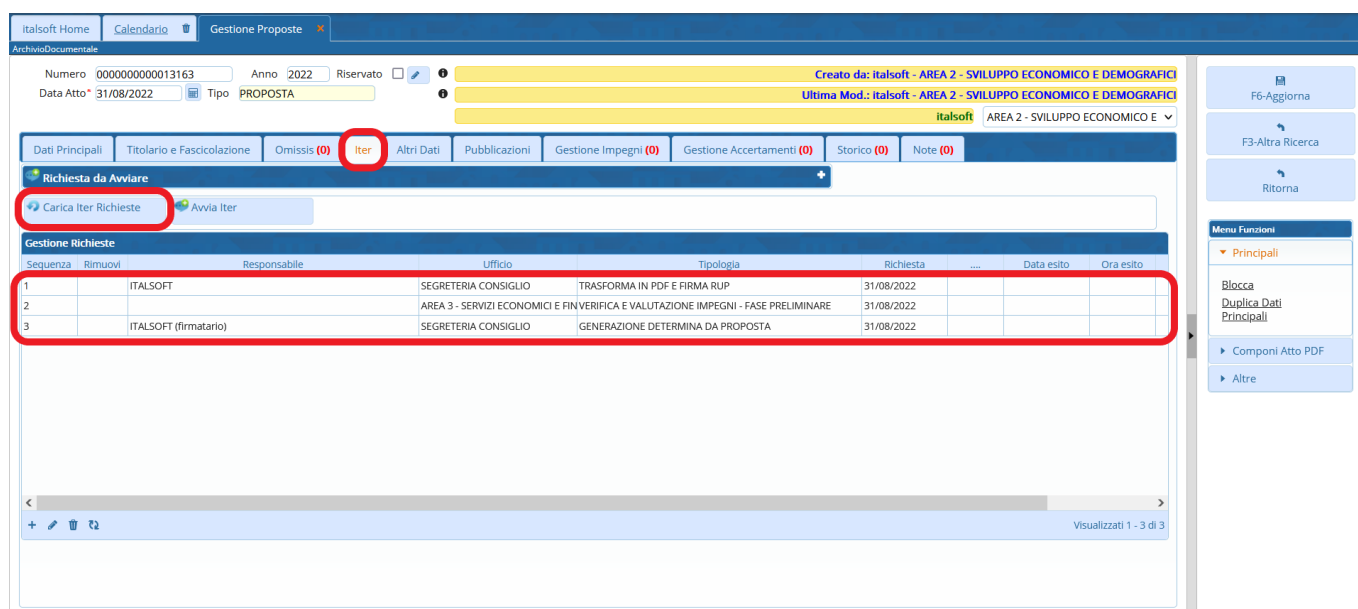 italsoft Home Calendario Gestione Proposte ×
ArchivioDocumentale
Numero 0000000000013163 Anno 2022 Riservato Creato da: italsoft - AREA 2 - SVILUPPO ECONOMICO E DEMOGRAFICI
Data Atto* 31/08/2022 Tipo PROPOSTA Ultima Mod.: italsoft - AREA 2 - SVILUPPO ECONOMICO E DEMOGRAFICI
italsoft AREA 2 - SVILUPPO ECONOMICO E
Dati Principali Titolario e Fascicolazione Omissis (0) Iter Altri Dati Pubblicazioni Gestione Impegni (0) Gestione Accertamenti (0) Storico (0) Note (0)
Richiesta da Avviare
Carica Iter Richieste Avvia Iter
Gestione Richieste
Sequenza Rimuovi Responsabile Ufficio Tipologia Richiesta .... Data esito Ora esito
1 ITALSOFT SEGRETERIA CONSIGLIO TRASFORMA IN PDF E FIRMA RUP 31/08/2022
2 AREA 3 - SERVIZI ECONOMICI E FIN VERIFICA E VALUTAZIONE IMPEGNI - FASE PRELIMINARE 31/08/2022
3 ITALSOFT (firmatario) SEGRETERIA CONSIGLIO GENERAZIONE DETERMINA DA PROPOSTA 31/08/2022
Visualizzati 1 - 3 di 3
F6-Aggiorna
F3-Altra Ricerca
Ritorna
Menu Funzioni
Principali
Blocca
Duplica Dati
Principali
Componi Atto PDF
Altre